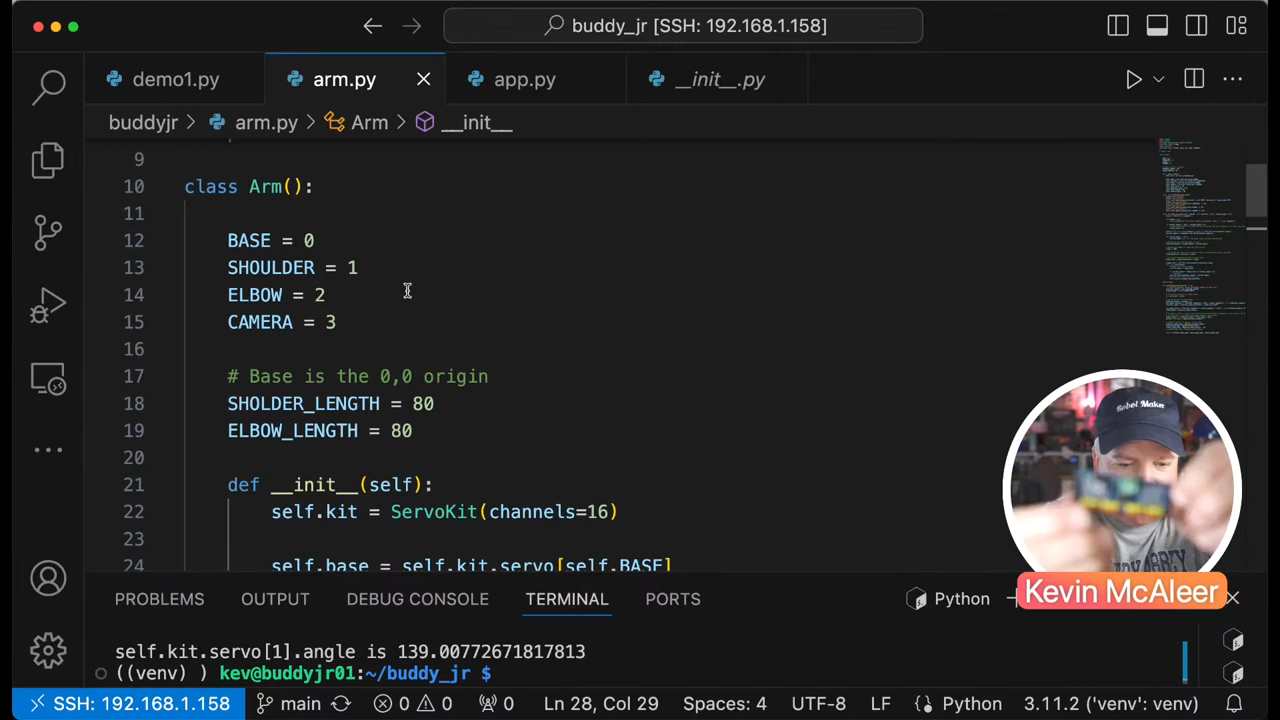 buddy_jr [SSH: 192.168.1.158]
demo1.py
arm.py
app.py
__init__.py
buddyjr > arm.py > Arm > __init__
9
10 class Arm():
11
12 BASE = 0
13 SHOULDER = 1
14 ELBOW = 2
15 CAMERA = 3
16
17 # Base is the 0,0 origin
18 SHOLDER_LENGTH = 80
19 ELBOW_LENGTH = 80
20
21 def __init__(self):
22 self.kit = ServoKit(channels=16)
23
24 self.base = self.kit.servo[self.BASE]
Robot Maker
Kevin McAleer
PROBLEMS OUTPUT DEBUG CONSOLE TERMINAL PORTS Python
self.kit.servo[1].angle is 139.00772671817813
((venv) ) kev@buddyjr01:~/buddy_jr $
SSH: 192.168.1.158 main 0 0 0 Ln 28, Col 29 Spaces: 4 UTF-8 LF Python 3.11.2 ('venv': venv)